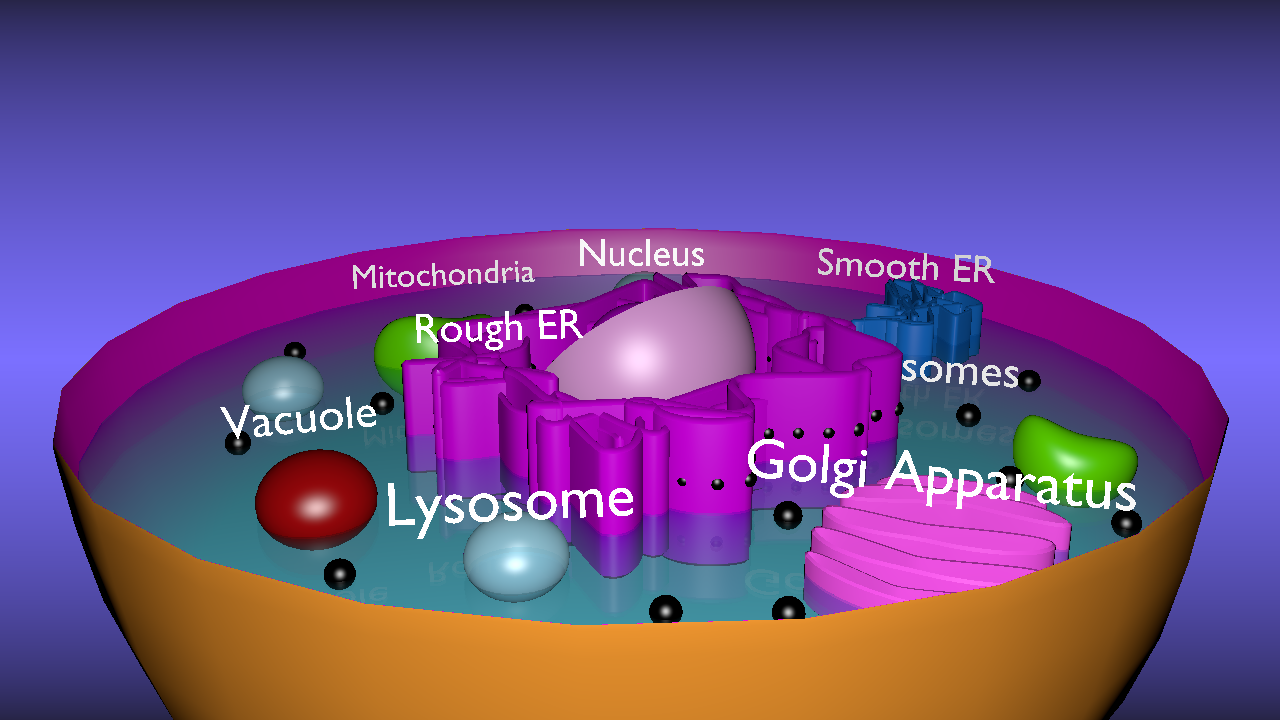 Nucleus
Smooth ER
Mitochondria
Rough ER
somes
Vacuole
Golgi Apparatus
Lysosome